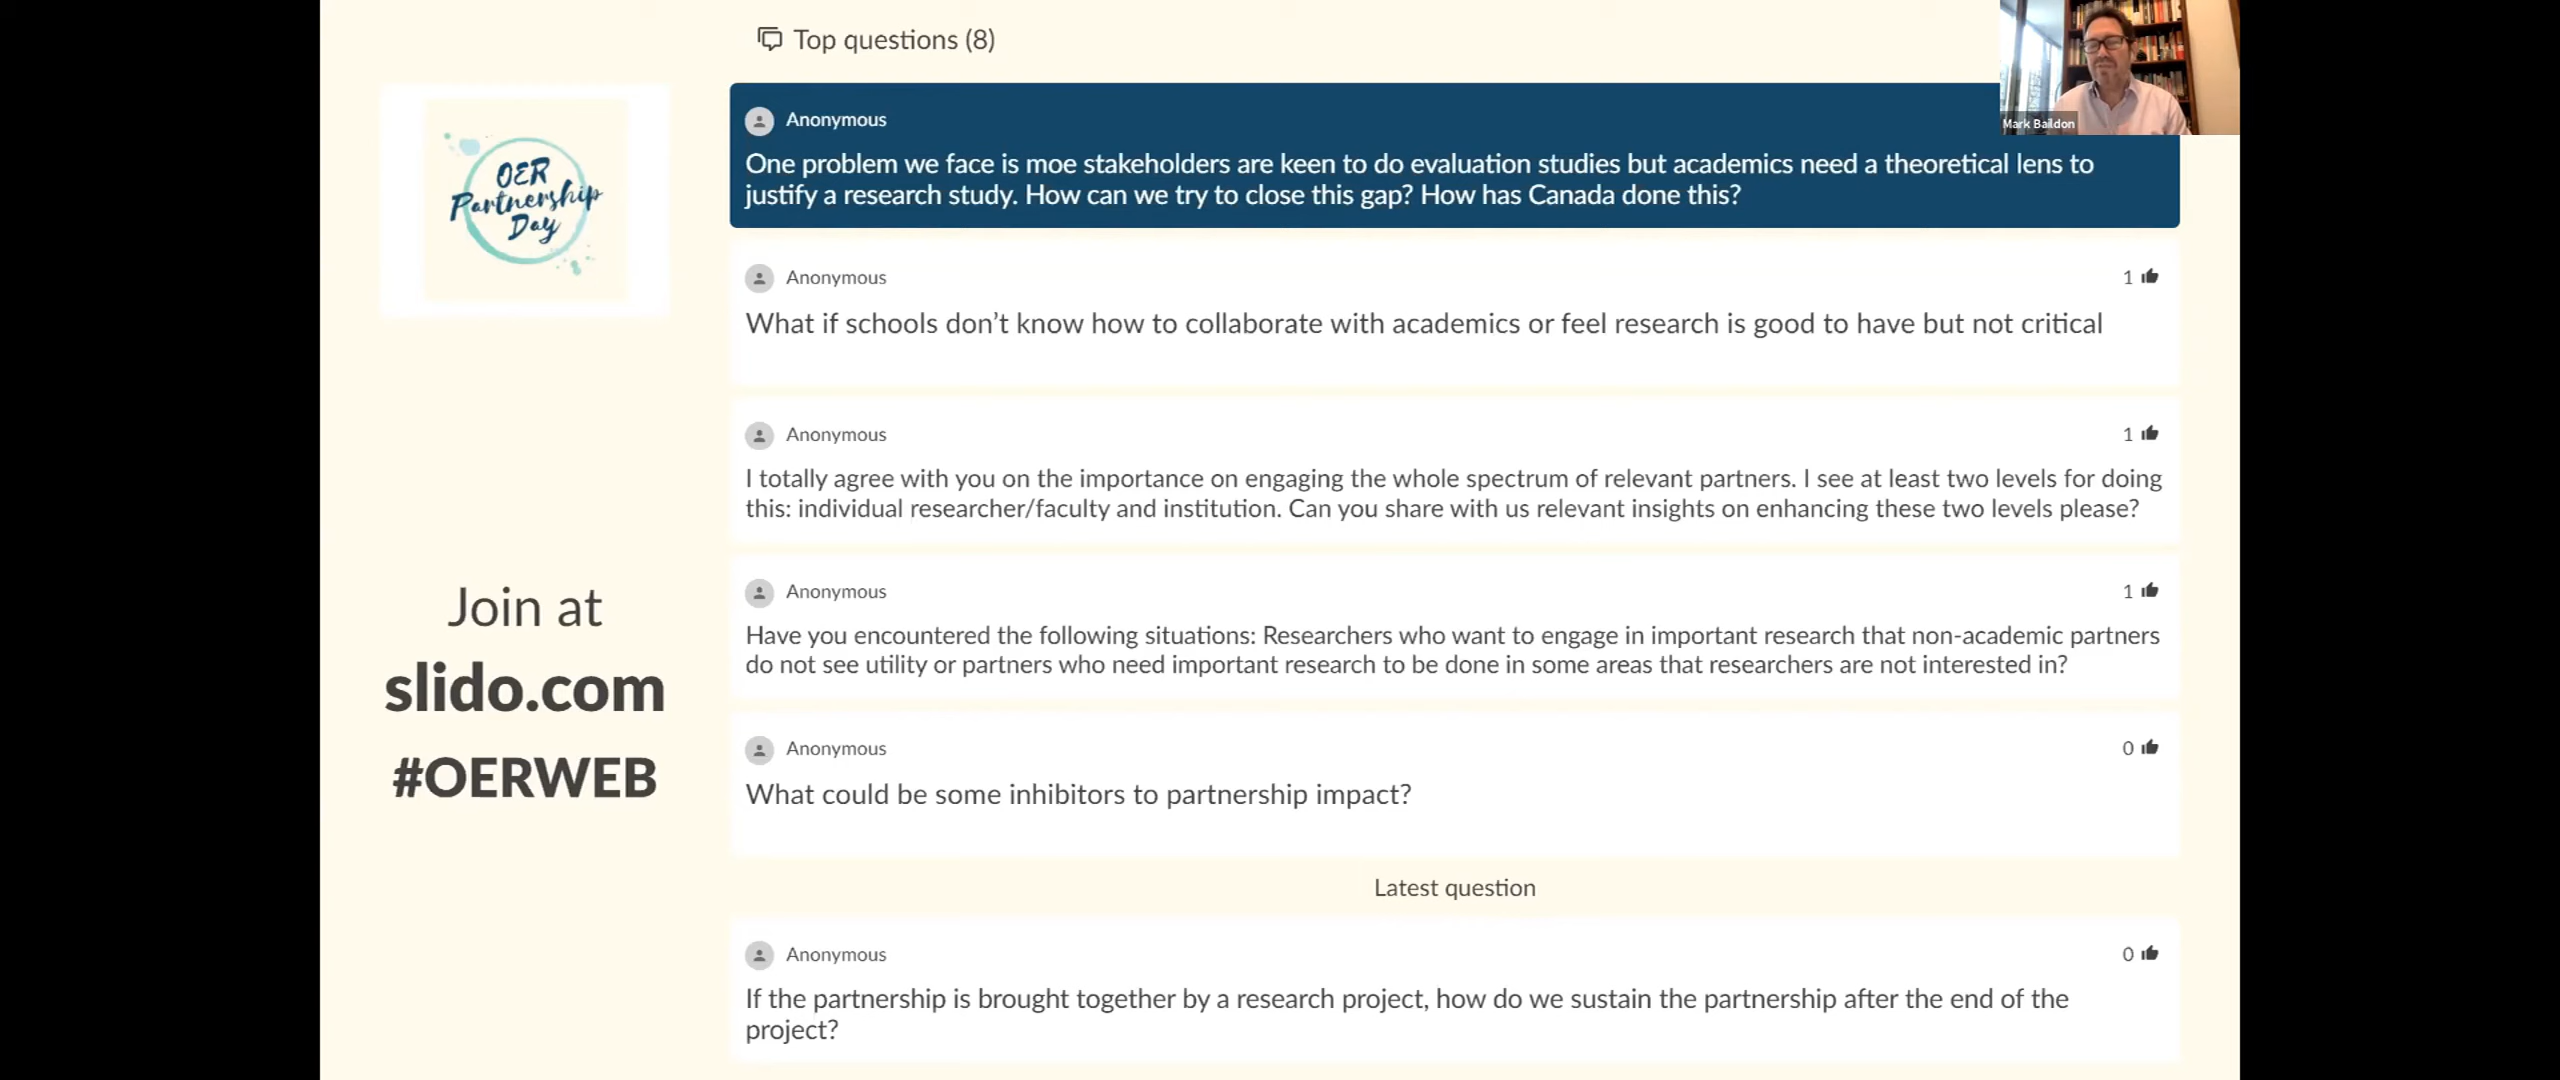 Top questions (8)
OER
Partnership
Day
Join at
slido.com
#OERWEB
Mark Baildon
Anonymous
One problem we face is moe stakeholders are keen to do evaluation studies but academics need a theoretical lens to
justify a research study. How can we try to close this gap? How has Canada done this?
Anonymous
1
What if schools don’t know how to collaborate with academics or feel research is good to have but not critical
Anonymous
1
I totally agree with you on the importance on engaging the whole spectrum of relevant partners. I see at least two levels for doing
this: individual researcher/faculty and institution. Can you share with us relevant insights on enhancing these two levels please?
Anonymous
1
Have you encountered the following situations: Researchers who want to engage in important research that non-academic partners
do not see utility or partners who need important research to be done in some areas that researchers are not interested in?
Anonymous
0
What could be some inhibitors to partnership impact?
Latest question
Anonymous
0
If the partnership is brought together by a research project, how do we sustain the partnership after the end of the
project?